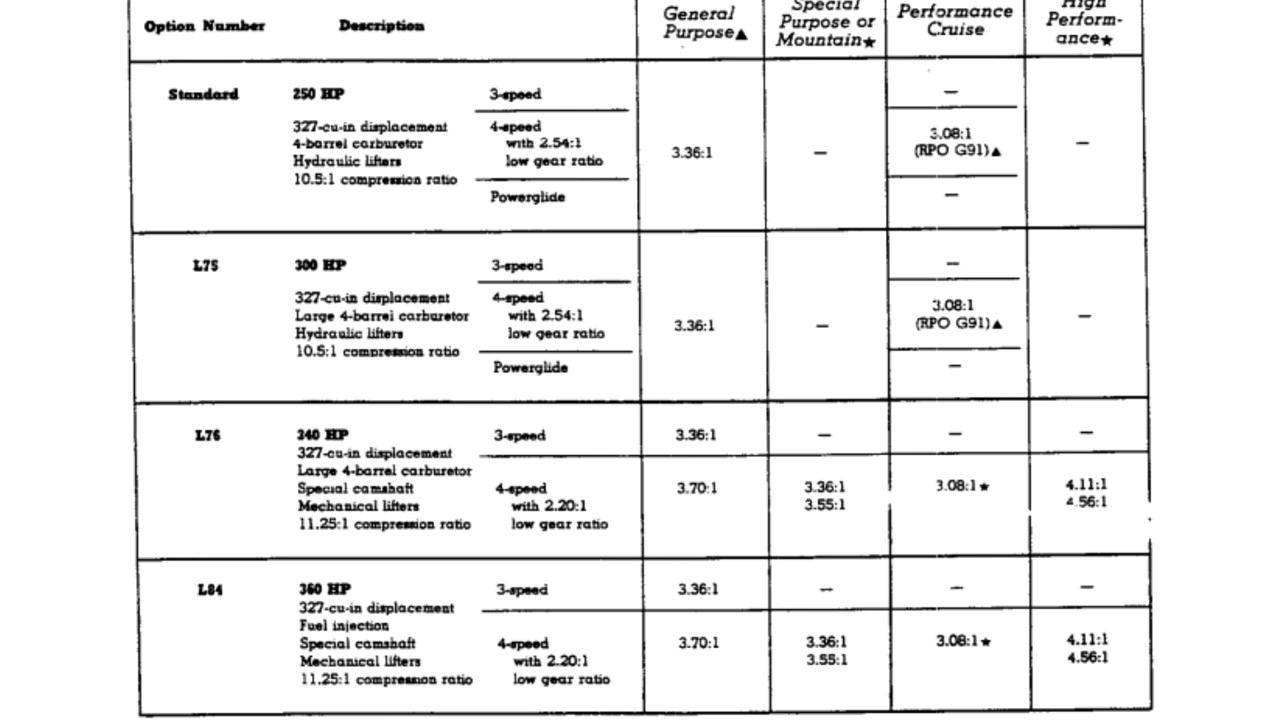 Option Number Description General Purpose▲ Special Purpose or Mountain★ Performance Cruise High Perform-ance★
Standard 250 HP 3-speed —
327-cu-in displacement 4-speed 3.08:1
4-barrel carburetor with 2.54:1 3.36:1 — (RPO G91)▲ —
Hydraulic lifters low gear ratio
10.5:1 compression ratio
Powerglide —
L75 300 HP 3-speed —
327-cu-in displacement 4-speed 3.08:1
Large 4-barrel carburetor with 2.54:1 3.36:1 — (RPO G91)▲ —
Hydraulic lifters low gear ratio
10.5:1 compression ratio
Powerglide —
L76 340 HP 3-speed 3.36:1 — — —
327-cu-in displacement
Large 4-barrel carburetor
Special camshaft 4-speed 3.70:1 3.36:1 3.08:1★ 4.11:1
Mechanical lifters with 2.20:1 3.55:1 4.56:1
11.25:1 compression ratio low gear ratio
L84 360 HP 3-speed 3.36:1 — — —
327-cu-in displacement
Fuel injection
Special camshaft 4-speed 3.70:1 3.36:1 3.08:1★ 4.11:1
Mechanical lifters with 2.20:1 3.55:1 4.56:1
11.25:1 compression ratio low gear ratio